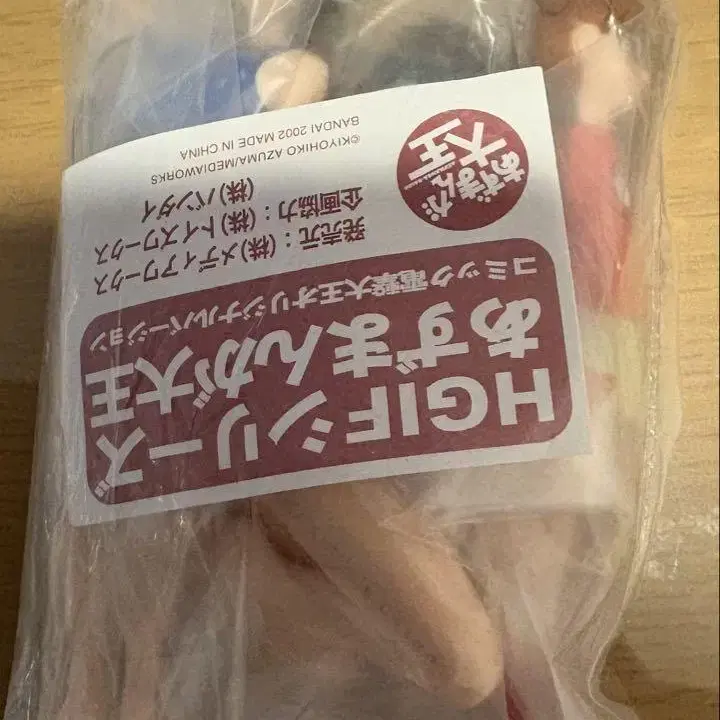 HGIFシリーズ
あずまんが大王
コミック電撃大王オリジナルバージョン
発売元：(株)メディアワークス
企画協力：(株)トイズワークス
(株)バンダイ
©KIYOHIKO AZUMA/MEDIAWORKS
BANDAI 2002 MADE IN CHINA
あずまんが
大王